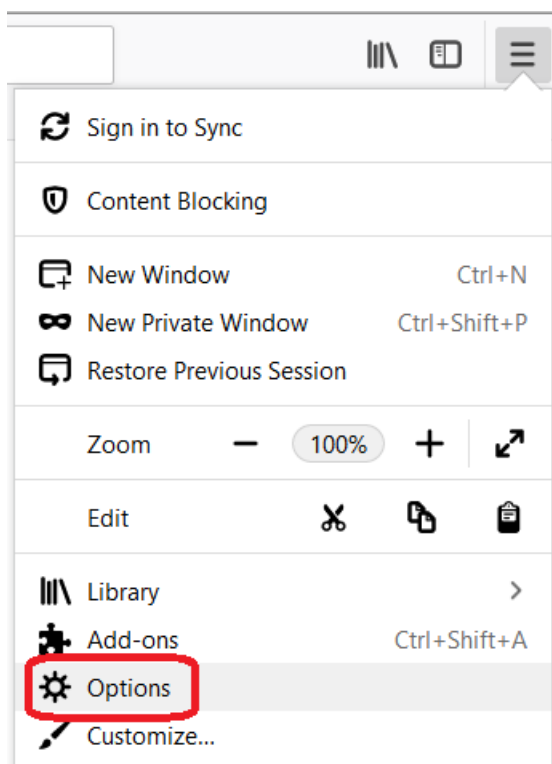 Sign in to Sync
Content Blocking
New Window Ctrl+N
New Private Window Ctrl+Shift+P
Restore Previous Session
Zoom 100%
Edit
Library
Add-ons Ctrl+Shift+A
Options
Customize...